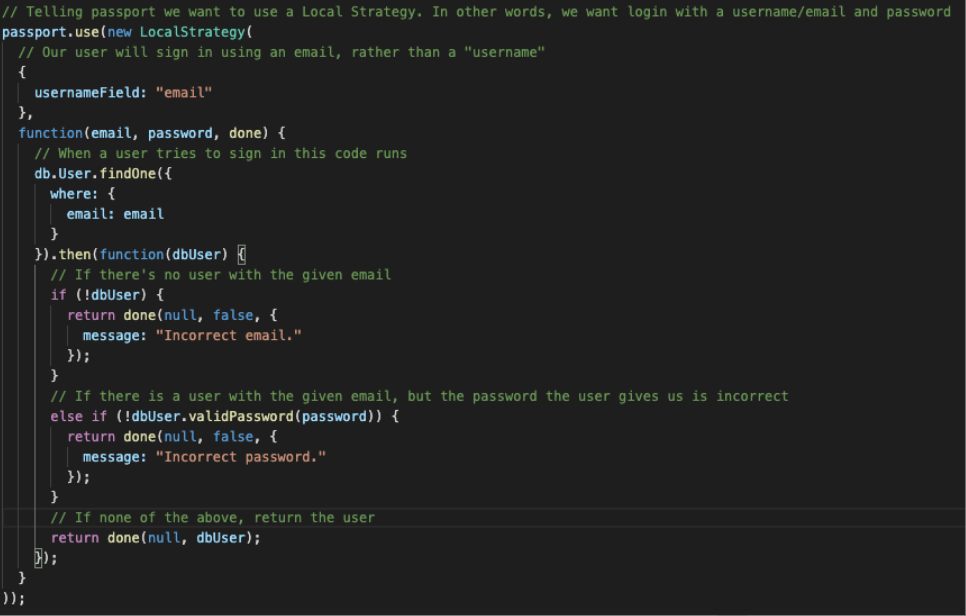 // Telling passport we want to use a Local Strategy. In other words, we want login with a username/email and password
passport.use(new LocalStrategy(
  // Our user will sign in using an email, rather than a "username"
  {
    usernameField: "email"
  },
  function(email, password, done) {
    // When a user tries to sign in this code runs
    db.User.findOne({
      where: {
        email: email
      }
    }).then(function(dbUser) {
      // If there's no user with the given email
      if (!dbUser) {
        return done(null, false, {
          message: "Incorrect email."
        });
      }
      // If there is a user with the given email, but the password the user gives us is incorrect
      else if (!dbUser.validPassword(password)) {
        return done(null, false, {
          message: "Incorrect password."
        });
      }
      // If none of the above, return the user
      return done(null, dbUser);
    });
  }
));